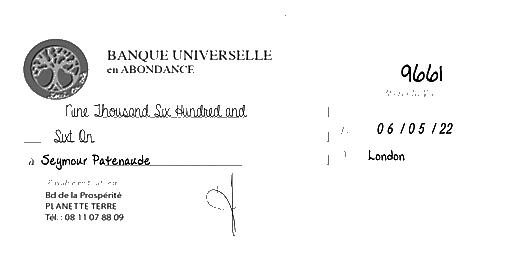 BANQUE UNIVERSELLE
en ABONDANCE
9661
Nine Thousand Six Hundred and
Sixt On
à Seymour Patenaude
06/05/22
London
Bd de la Prospérité
PLANETTE TERRE
Tél. : 08 11 07 88 09